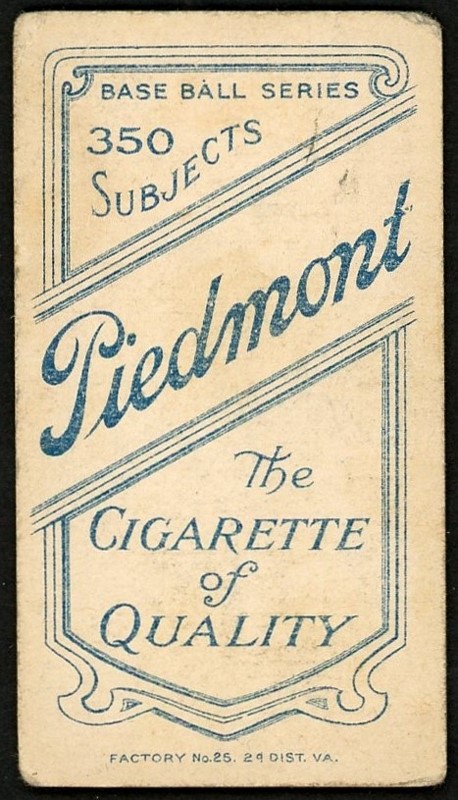 BASE BALL SERIES
350
SUBJECTS
Piedmont
The
CIGARETTE
of
QUALITY
FACTORY No.25. 2d DIST. VA.